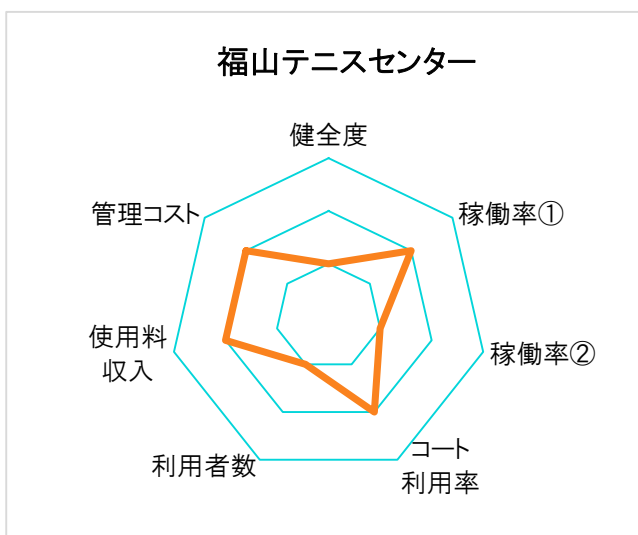 福山テニスセンター
健全度
管理コスト
稼働率①
使用料
収入
稼働率②
利用者数
コート
利用率